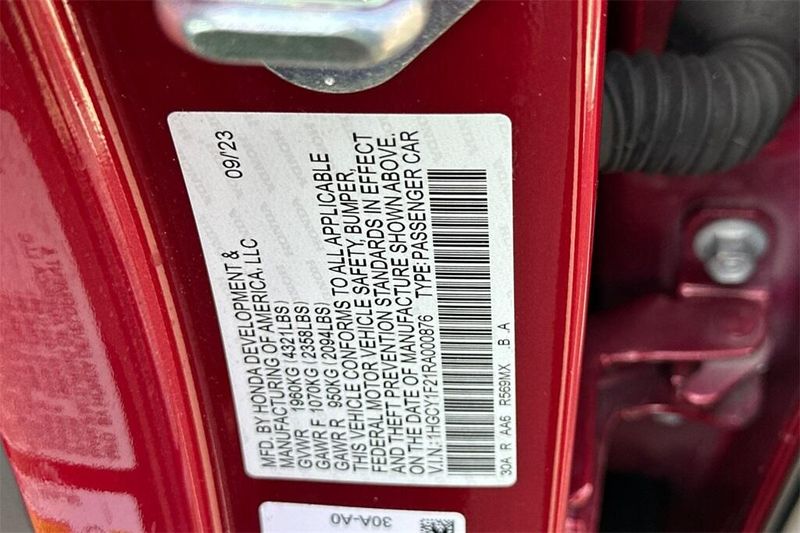 MFD. BY HONDA DEVELOPMENT & 09/23
MANUFACTURING OF AMERICA, LLC
GVWR 1960KG (4321LBS)
GAWR F 1070KG (2358LBS)
GAWR R 950KG (2094LBS)
THIS VEHICLE CONFORMS TO ALL APPLICABLE
FEDERAL MOTOR VEHICLE SAFETY, BUMPER,
AND THEFT PREVENTION STANDARDS IN EFFECT
ON THE DATE OF MANUFACTURE SHOWN ABOVE.
V.I.N.:1HGCY1F21RA000876 TYPE:PASSENGER CAR
30A R AA6 R569MX B .A
30A-A0